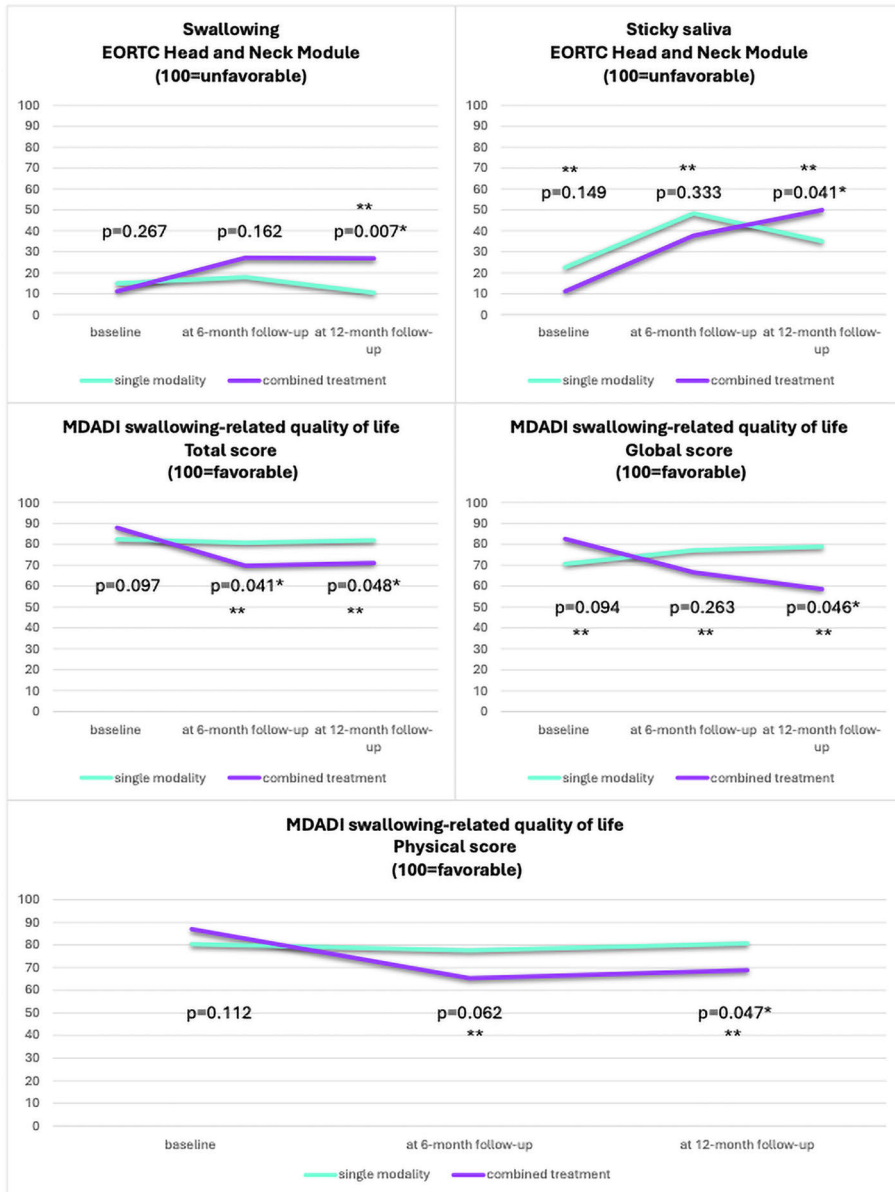 Swallowing
EORTC Head and Neck Module
(100=unfavorable)
100
90
80
70
60
50
40
30
20
10
0
**
p=0.267 p=0.162 p=0.007*
baseline at 6-month follow-up at 12-month follow-
up
single modality combined treatment
Sticky saliva
EORTC Head and Neck Module
(100=unfavorable)
100
90
80
70
60
50
40
30
20
10
0
** ** **
p=0.149 p=0.333 p=0.041*
baseline at 6-month follow-up at 12-month follow-
up
single modality combined treatment
MDADI swallowing-related quality of life
Total score
(100=favorable)
100
90
80
70
60
50
40
30
20
10
0
p=0.097 p=0.041* p=0.048*
** **
baseline at 6-month follow-up at 12-month follow-
up
single modality combined treatment
MDADI swallowing-related quality of life
Global score
(100=favorable)
100
90
80
70
60
50
40
30
20
10
0
p=0.094 p=0.263 p=0.046*
** ** **
baseline at 6-month follow-up at 12-month follow-
up
single modality combined treatment
MDADI swallowing-related quality of life
Physical score
(100=favorable)
100
90
80
70
60
50
40
30
20
10
0
p=0.112 p=0.062 p=0.047*
** **
baseline at 6-month follow-up at 12-month follow-up
single modality combined treatment